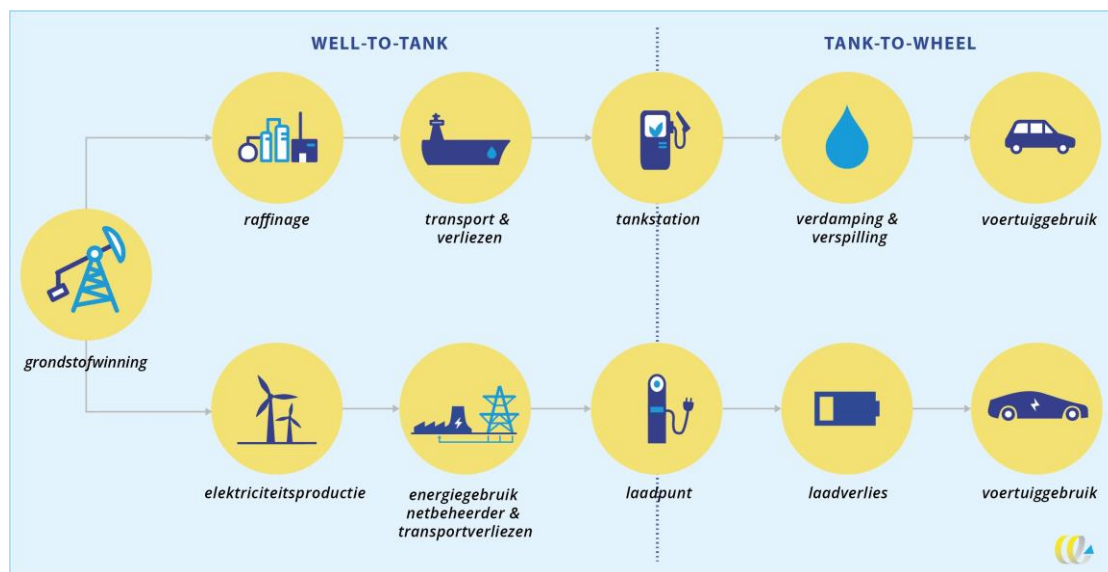 WELL-TO-TANK
TANK-TO-WHEEL
raffinage
transport &
verliezen
tankstation
verdamping &
verspilling
voertuiggebruik
grondstofwinning
elektriciteitsproductie
energiegebruik
netbeheerder &
transportverliezen
laadpunt
laadverlies
voertuiggebruik